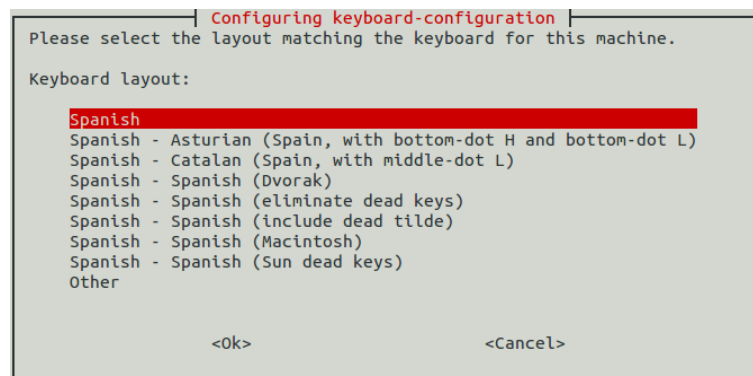 Configuring keyboard-configuration
Please select the layout matching the keyboard for this machine.
Keyboard layout:
Spanish
Spanish - Asturian (Spain, with bottom-dot H and bottom-dot L)
Spanish - Catalan (Spain, with middle-dot L)
Spanish - Spanish (Dvorak)
Spanish - Spanish (eliminate dead keys)
Spanish - Spanish (include dead tilde)
Spanish - Spanish (Macintosh)
Spanish - Spanish (Sun dead keys)
Other
<Ok> <Cancel>